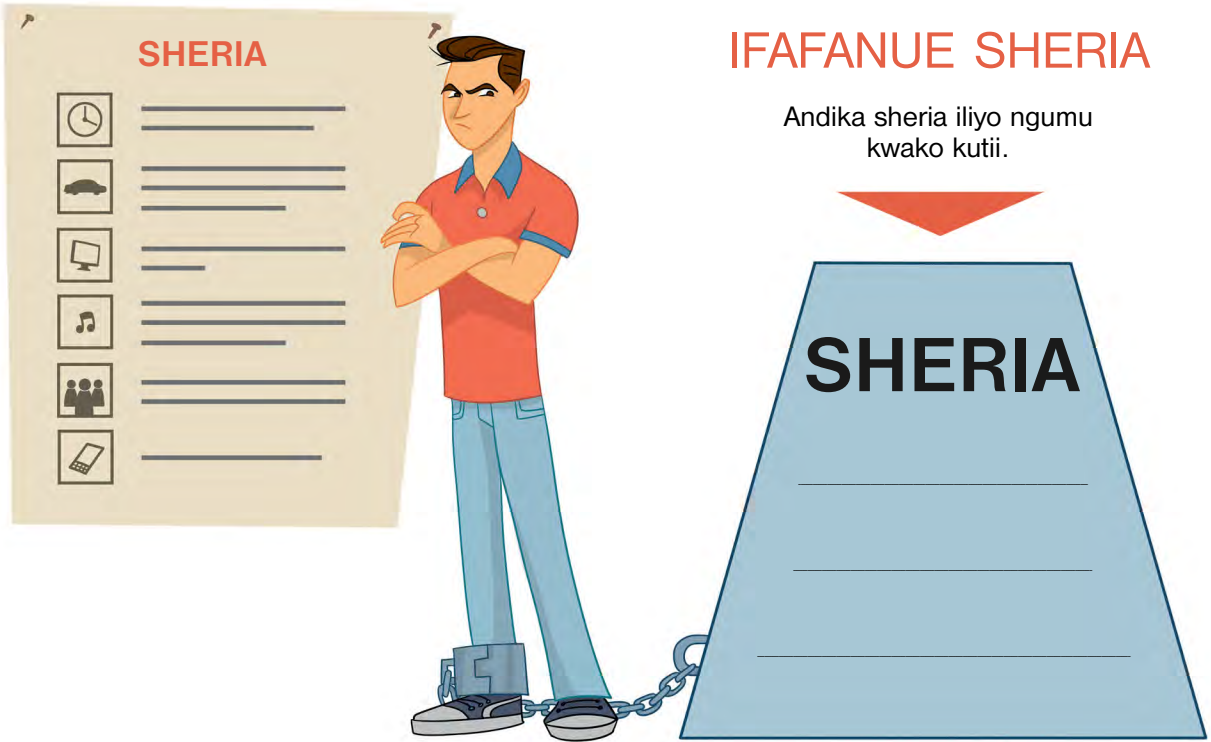 SHERIA
IFAFANUE SHERIA
Andika sheria iliyo ngumu
kwako kutii.
SHERIA